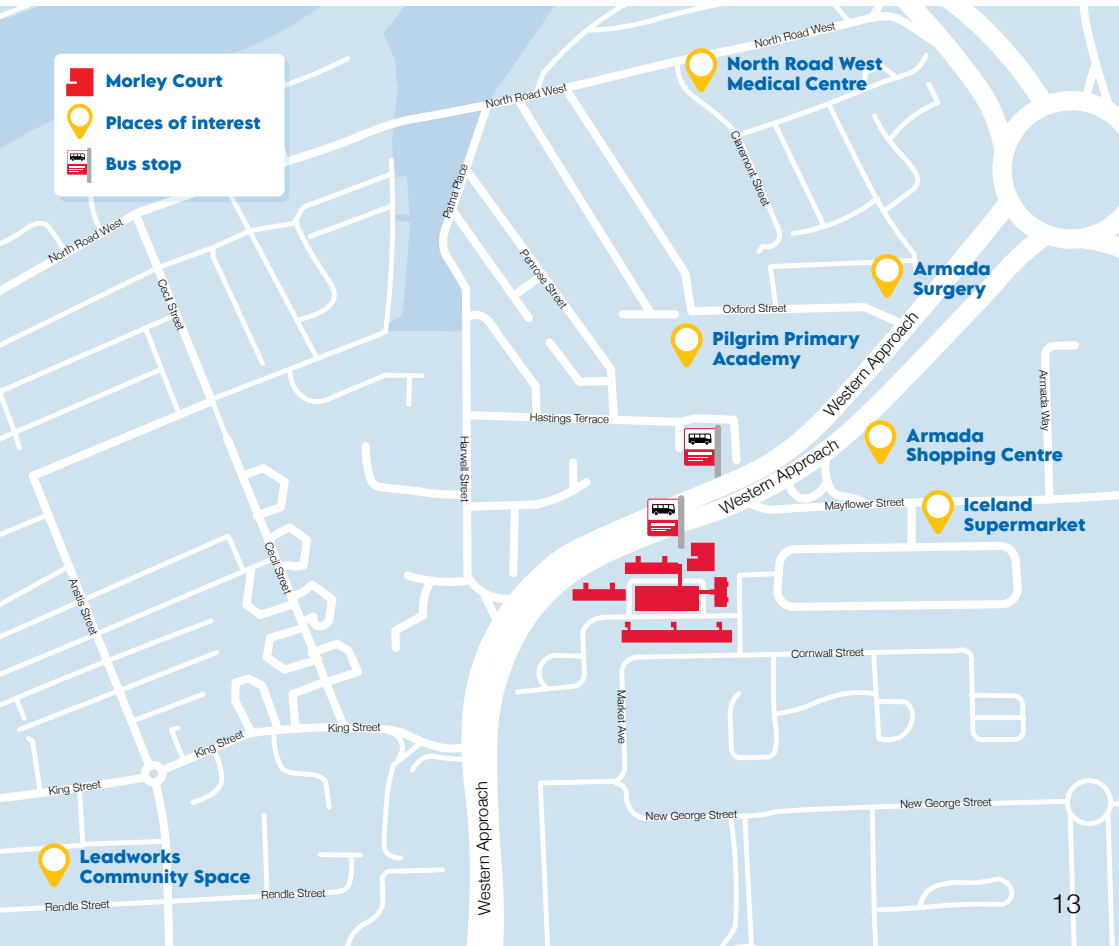 Morley Court
Places of interest
Bus stop
North Road West
North Road West
Medical Centre
North Road West
Claremont Street
Patna Place
North Road West
Penrose Street
Cecil Street
Armada
Surgery
Oxford Street
Western Approach
Pilgrim Primary
Academy
Armada Way
Hastings Terrace
Harwell Street
Armada
Shopping Centre
Western Approach
Mayflower Street
Iceland
Supermarket
Cecil Street
Anstis Street
Cornwall Street
Market Ave
King Street
King Street
King Street
New George Street
New George Street
Western Approach
Leadworks
Community Space
Rendle Street
Rendle Street
13